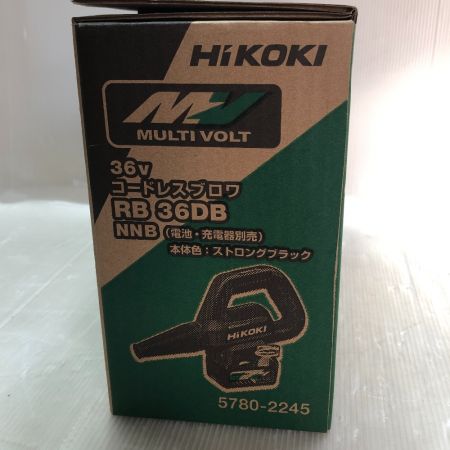 HiKOKI
MV
MULTI VOLT
36v
コードレスブロワ
RB 36DB
NNB（電池・充電器別売）
本体色：ストロングブラック
HiKOKI
5780-2245